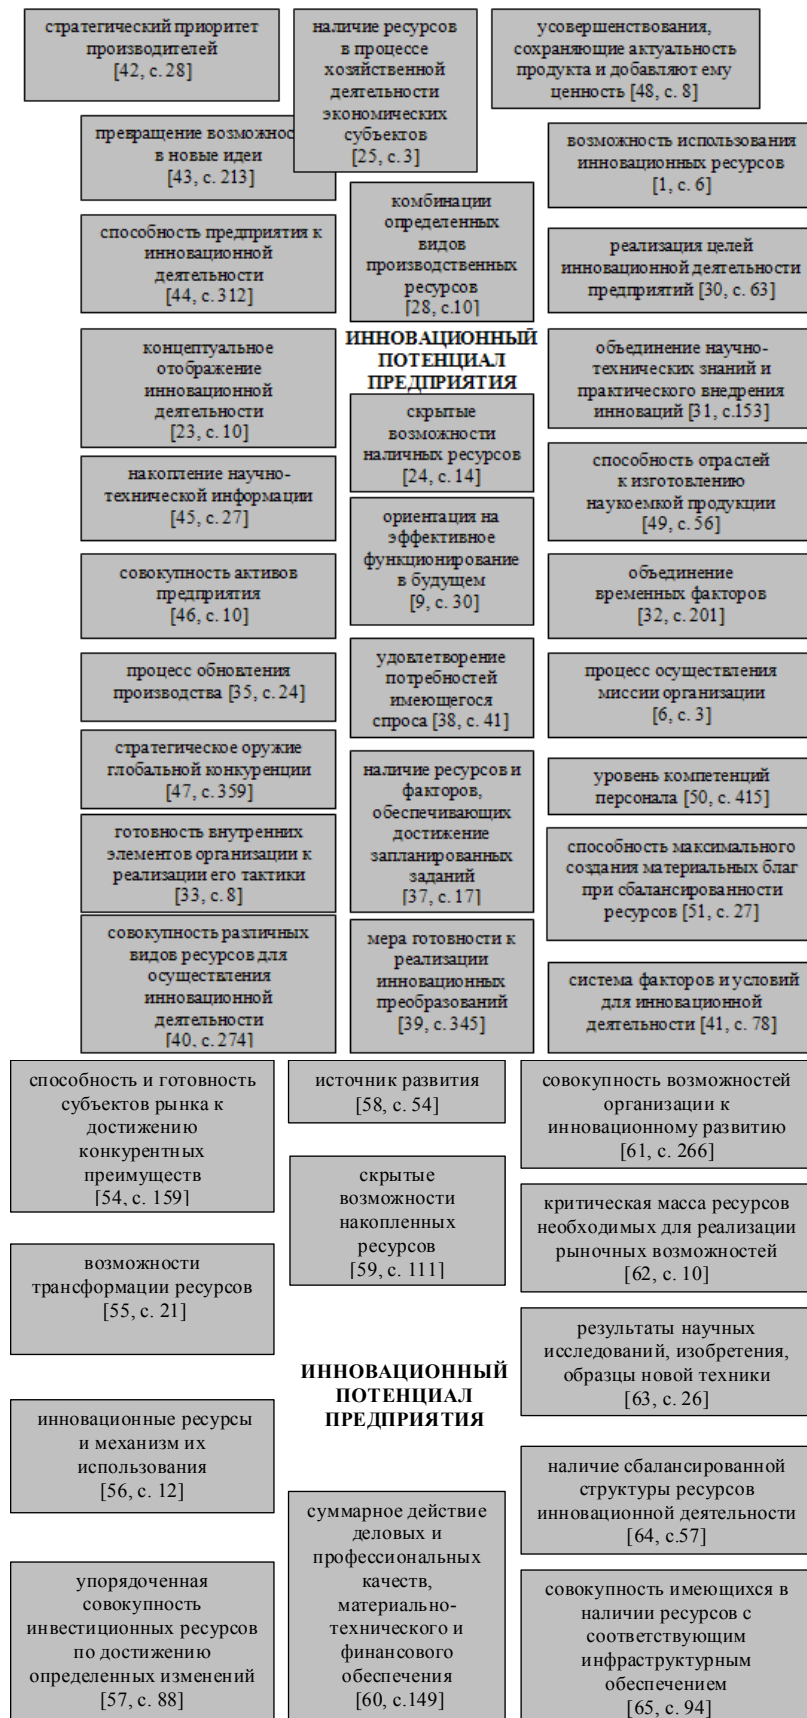 стратегический приоритет
производителей
[42, с. 28]
наличие ресурсов
в процессе
хозяйственной
деятельности
экономических
субъектов
[25, с. 3]
усовершенствования,
сохраняющие актуальность
продукта и добавляют ему
ценность [48, с. 8]
превращение возможнос
в новые идеи
[43, с. 213]
возможность использования
инновационных ресурсов
[1, с. 6]
комбинации
определенных
видов
производственных
ресурсов
[28, с.10]
способность предприятия к
инновационной
деятельности
[44, с. 312]
реализация целей
инновационной деятельности
предприятий [30, с. 63]
ИННОВАЦИОННЫЙ
ПОТЕНЦИАЛ
ПРЕДПРИЯТИЯ
концептуальное
отображение
инновационной
деятельности
[23, с. 10]
объединение научно-
технических знаний и
практического внедрения
инноваций [31, с.153]
скрытые
возможности
наличных ресурсов
[24, с. 14]
накопление научно-
технической информации
[45, с. 27]
способность отраслей
к изготовлению
наукоемкой продукции
[49, с. 56]
ориентация на
эффективное
функционирование
в будущем
[9, с. 30]
совокупность активов
предприятия
[46, с. 10]
объединение
временных факторов
[32, с. 201]
процесс обновления
производства [35, с. 24]
удовлетворение
потребностей
имеющегося
спроса [38, с. 41]
процесс осуществления
миссии организации
[6, с. 3]
стратегическое оружие
глобальной конкуренции
[47, с. 359]
наличие ресурсов и
факторов,
обеспечивающих
достижение
запланированных
заданий
[37, с. 17]
уровень компетенций
персонала [50, с. 415]
готовность внутренних
элементов организации к
реализации его тактики
[33, с. 8]
способность максимального
создания материальных благ
при сбалансированности
ресурсов [51, с. 27]
совокупность различных
видов ресурсов для
осуществления
инновационной
деятельности
[40, с. 274]
мера готовности к
реализации
инновационных
преобразований
[39, с. 345]
система факторов и условий
для инновационной
деятельности [41, с. 78]
способность и готовность
субъектов рынка к
достижению
конкурентных
преимуществ
[54, с. 159]
источник развития
[58, с. 54]
совокупность возможностей
организации к
инновационному развитию
[61, с. 266]
скрытые
возможности
накопленных
ресурсов
[59, с. 111]
критическая масса ресурсов
необходимых для реализации
рыночных возможностей
[62, с. 10]
возможности
трансформации ресурсов
[55, с. 21]
результаты научных
исследований, изобретения,
образцы новой техники
[63, с. 26]
ИННОВАЦИОННЫЙ
ПОТЕНЦИАЛ
ПРЕДПРИЯТИЯ
инновационные ресурсы
и механизм их
использования
[56, с. 12]
наличие сбалансированной
структуры ресурсов
инновационной деятельности
[64, с.57]
суммарное действие
деловых и
профессиональных
качеств,
материально-
технического и
финансового
обеспечения
[60, с.149]
упорядоченная
совокупность
инвестиционных ресурсов
по достижению
определенных изменений
[57, с. 88]
совокупность имеющихся в
наличии ресурсов с
соответствующим
инфраструктурным
обеспечением
[65, с. 94]